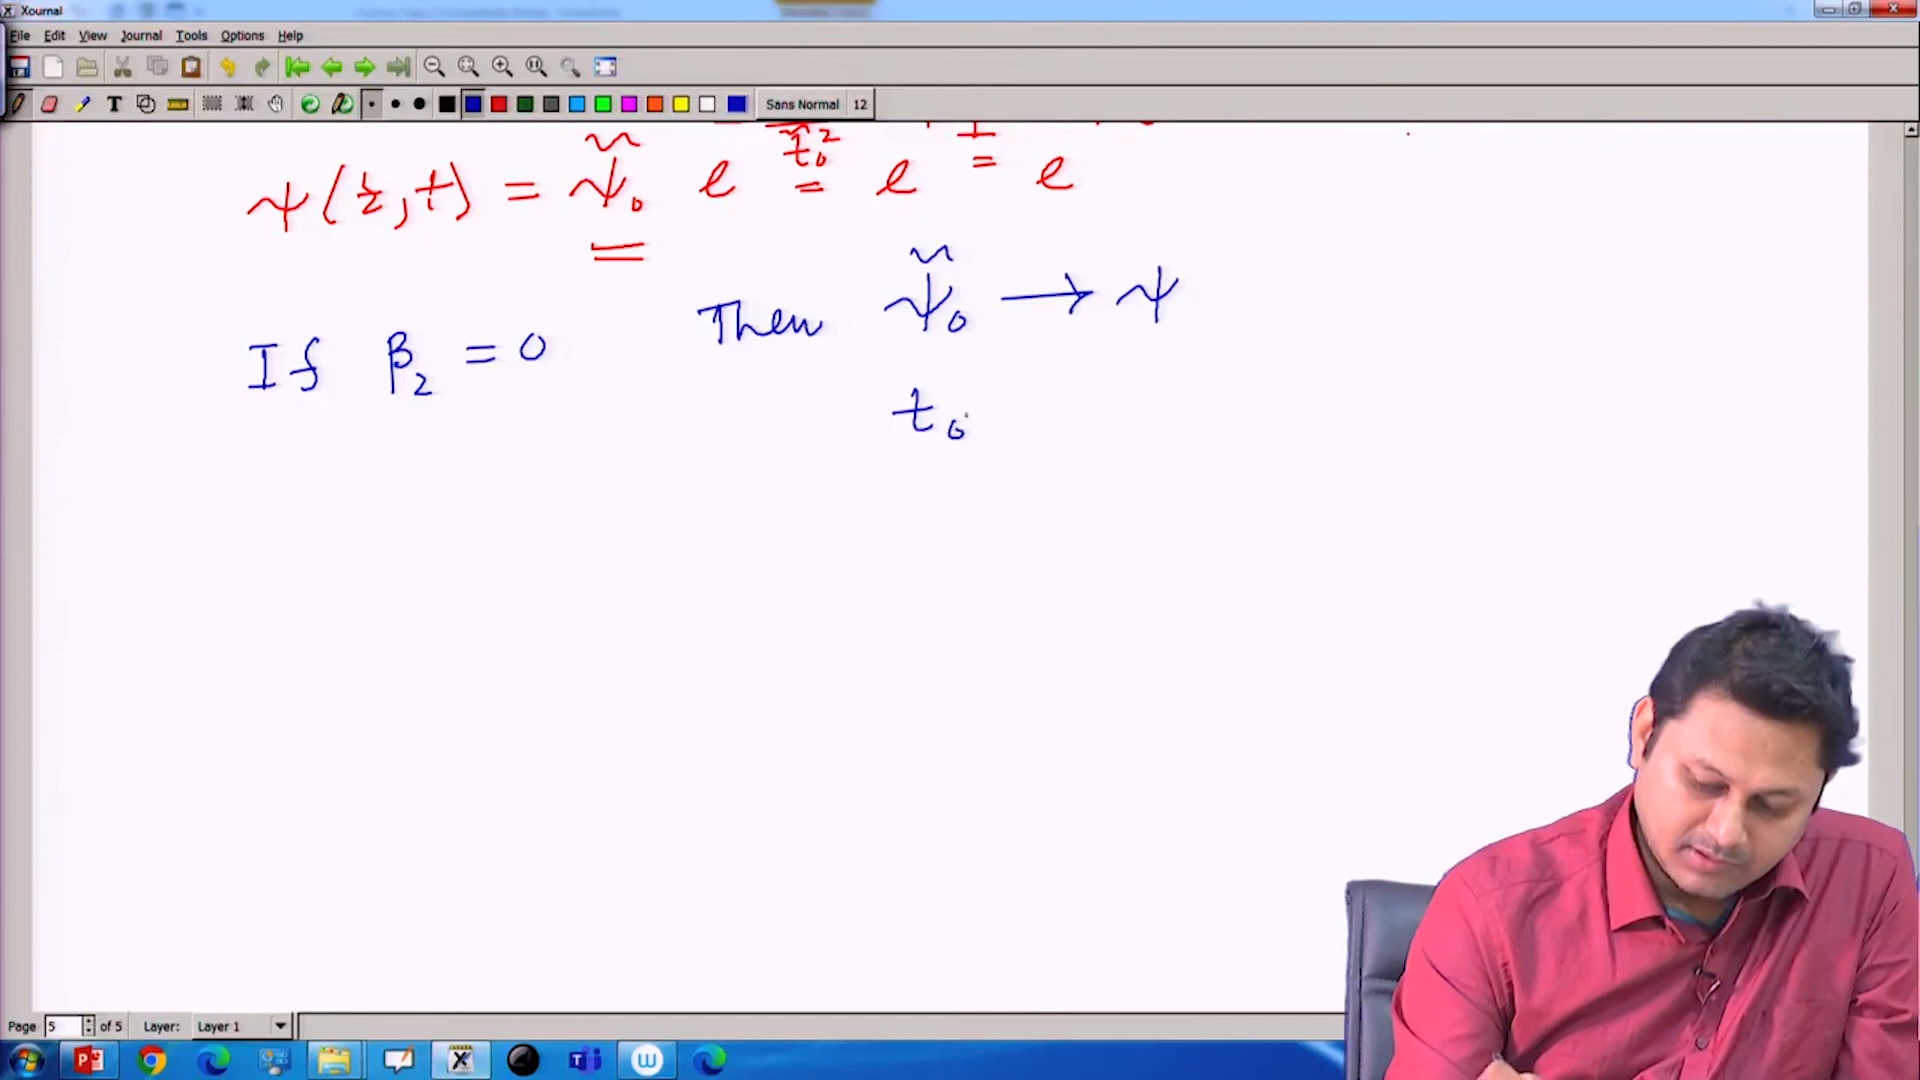 Xournal
File Edit View Journal Tools Options Help
Sans Normal 12
ψ(z,t) = ψ̃₀ e t̃₀² e e
Then ψ̃₀ → ψ
If β₂ = 0
t₀
Page 5 of 5 Layer: Layer 1